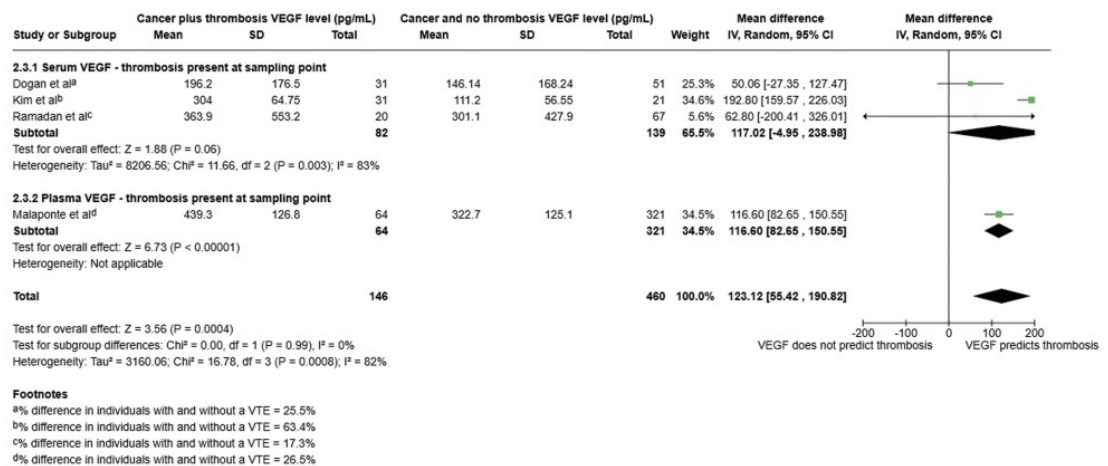 Cancer plus thrombosis VEGF level (pg/mL) Cancer and no thrombosis VEGF level (pg/mL) Mean difference Mean difference
Study or Subgroup Mean SD Total Mean SD Total Weight IV, Random, 95% CI IV, Random, 95% CI
2.3.1 Serum VEGF - thrombosis present at sampling point
Dogan et alᵃ 196.2 176.5 31 146.14 168.24 51 25.3% 50.06 [-27.35 , 127.47]
Kim etᵇ 304 64.75 31 111.2 56.55 21 34.6% 192.80 [159.57 , 226.03]
Ramadan etᶜ 363.9 553.2 20 301.1 427.9 67 5.6% 62.80 [-200.41 , 326.01]
Subtotal 82 139 65.5% 117.02 [-4.95 , 238.98]
Test for overall effect: Z = 1.88 (P = 0.06)
Heterogeneity: Tau² = 8206.56; Chi² = 11.66, df = 2 (P = 0.003); I² = 83%
2.3.2 Plasma VEGF - thrombosis present at sampling point
Malaponte et alᵈ 439.3 126.8 64 322.7 125.1 321 34.5% 116.60 [82.65 , 150.55]
Subtotal 64 321 34.5% 116.60 [82.65 , 150.55]
Test for overall effect: Z = 6.73 (P < 0.00001)
Heterogeneity: Not applicable
Total 146 460 100.0% 123.12 [55.42 , 190.82]
Test for overall effect: Z = 3.56 (P = 0.0004)
Test for subgroup differences: Chi² = 0.00, df = 1 (P = 0.99), I² = 0%
Heterogeneity: Tau² = 3160.06; Chi² = 16.78, df = 3 (P = 0.0008); I² = 82%
-200 -100 0 100 200
VEGF does not predict thrombosis VEGF predicts thrombosis
Footnotes
ᵃ% difference in individuals with and without a VTE = 25.5%
ᵇ% difference in individuals with and without a VTE = 63.4%
ᶜ% difference in individuals with and without a VTE = 17.3%
ᵈ% difference in individuals with and without a VTE = 26.5%